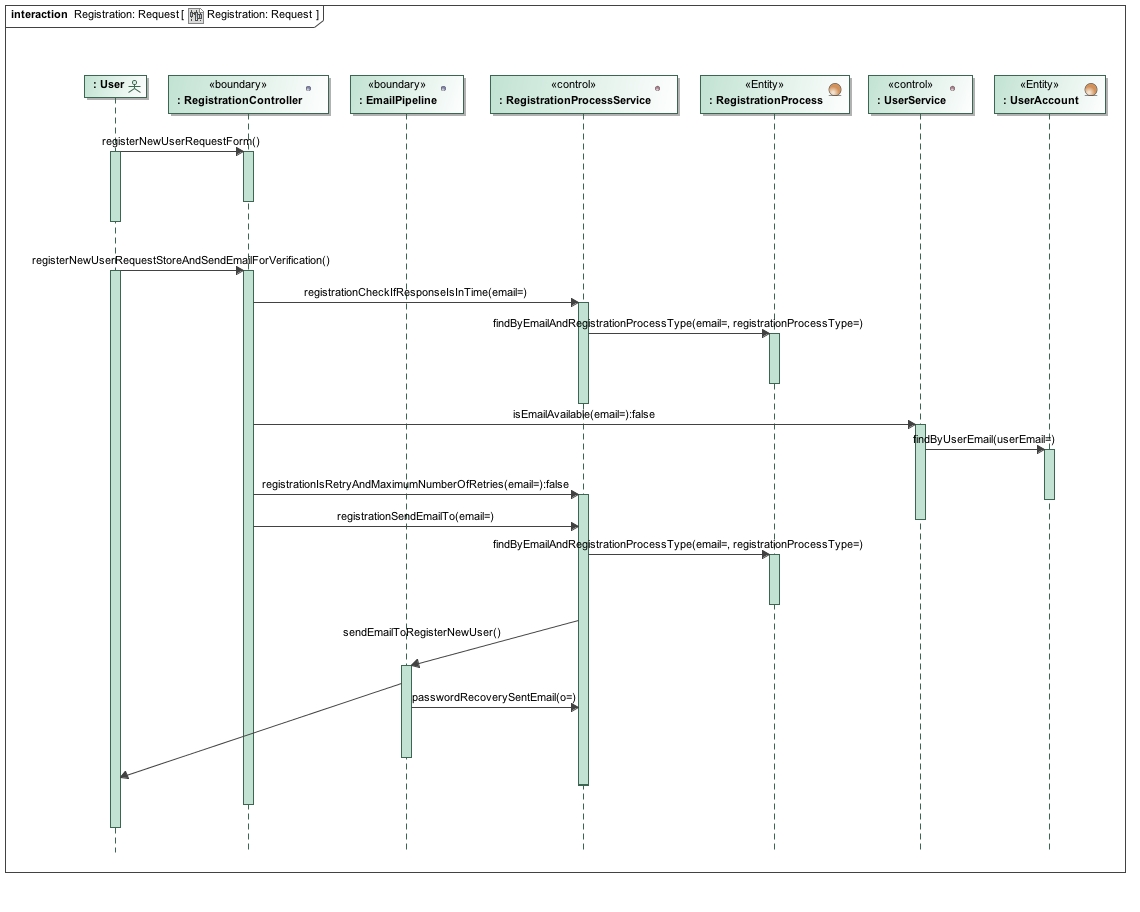 interaction Registration: Request [ Registration: Request ]
: User
«boundary»
: RegistrationController
«boundary»
: EmailPipeline
«control»
: RegistrationProcessService
«Entity»
: RegistrationProcess
«control»
: UserService
«Entity»
: UserAccount
registerNewUserRequestForm()
registerNewUserRequestStoreAndSendEmailForVerification()
registrationCheckIfResponseIsInTime(email=)
findByEmailAndRegistrationProcessType(email=, registrationProcessType=)
isEmailAvailable(email=):false
findByUserEmail(userEmail=)
registrationIsRetryAndMaximumNumberOfRetries(email=):false
registrationSendEmailTo(email=)
findByEmailAndRegistrationProcessType(email=, registrationProcessType=)
sendEmailToRegisterNewUser()
passwordRecoverySentEmail(o=)